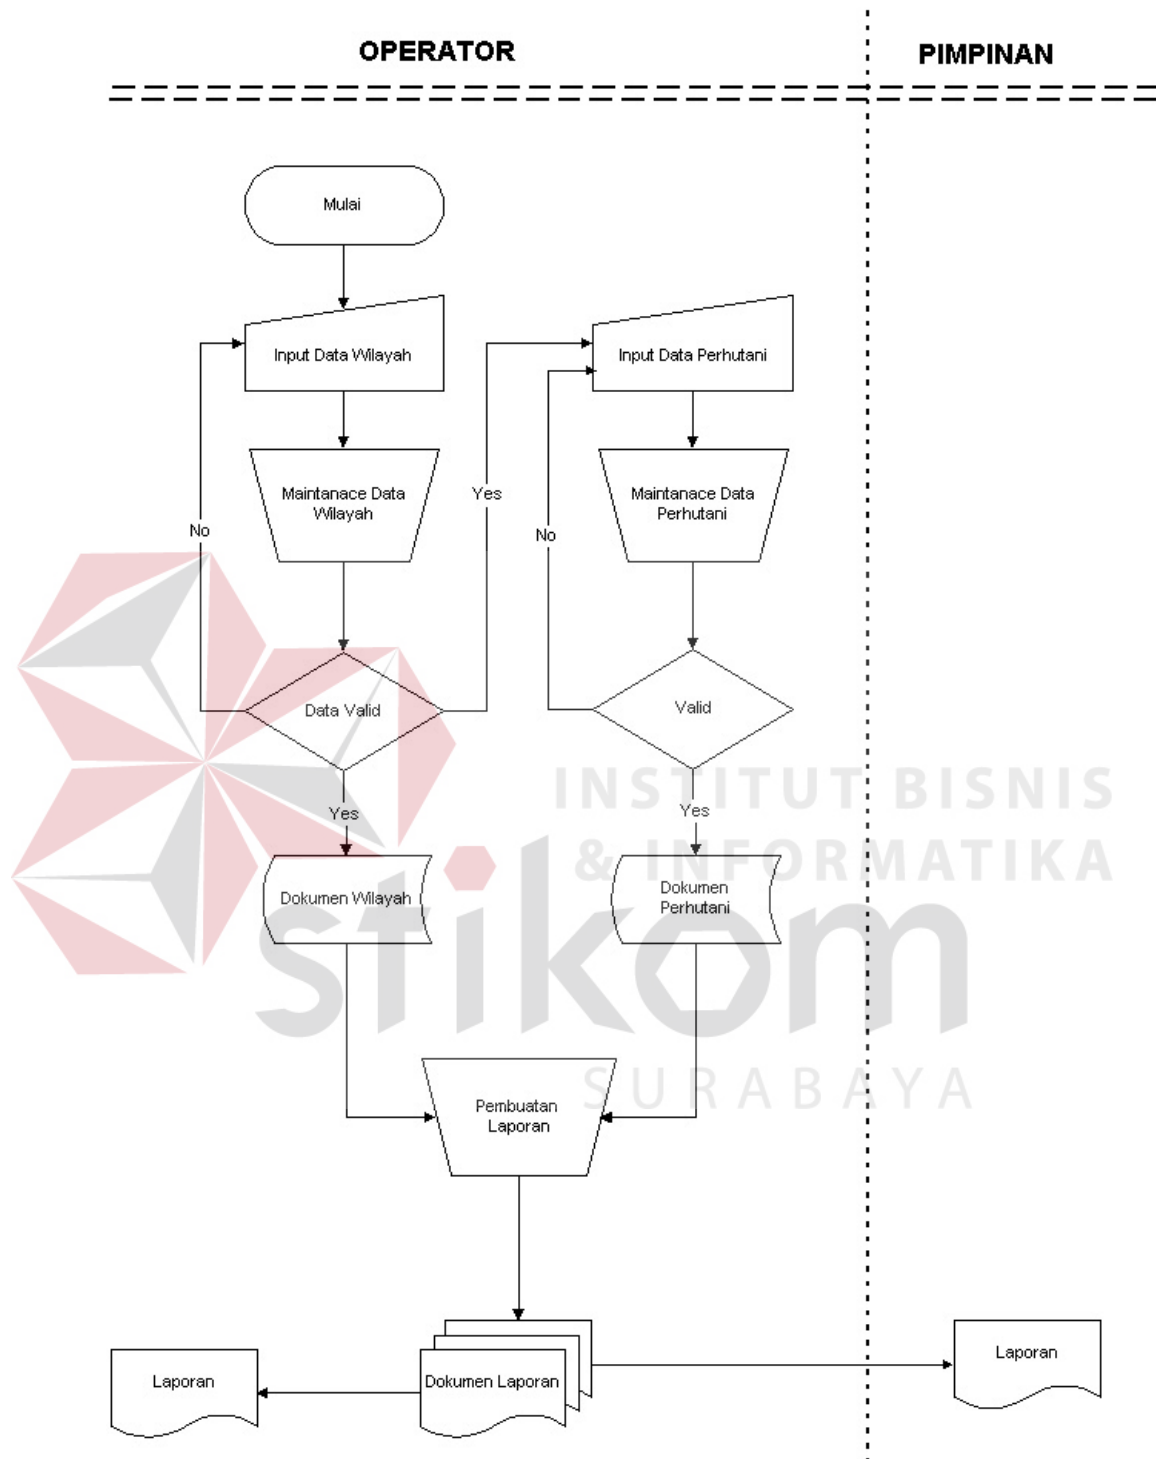 OPERATOR
PIMPINAN
Mulai
Input Data Wilayah
Input Data Perhutani
Maintanace Data
Wilayah
Yes
Maintanace Data
Perhutani
No
No
Data Valid
Valid
INSTITUT BISNIS
& INFORMATIKA
Yes
Yes
Dokumen Wilayah
Dokumen
Perhutani
stikom
SURABAYA
Pembuatan
Laporan
Laporan
Dokumen Laporan
Laporan